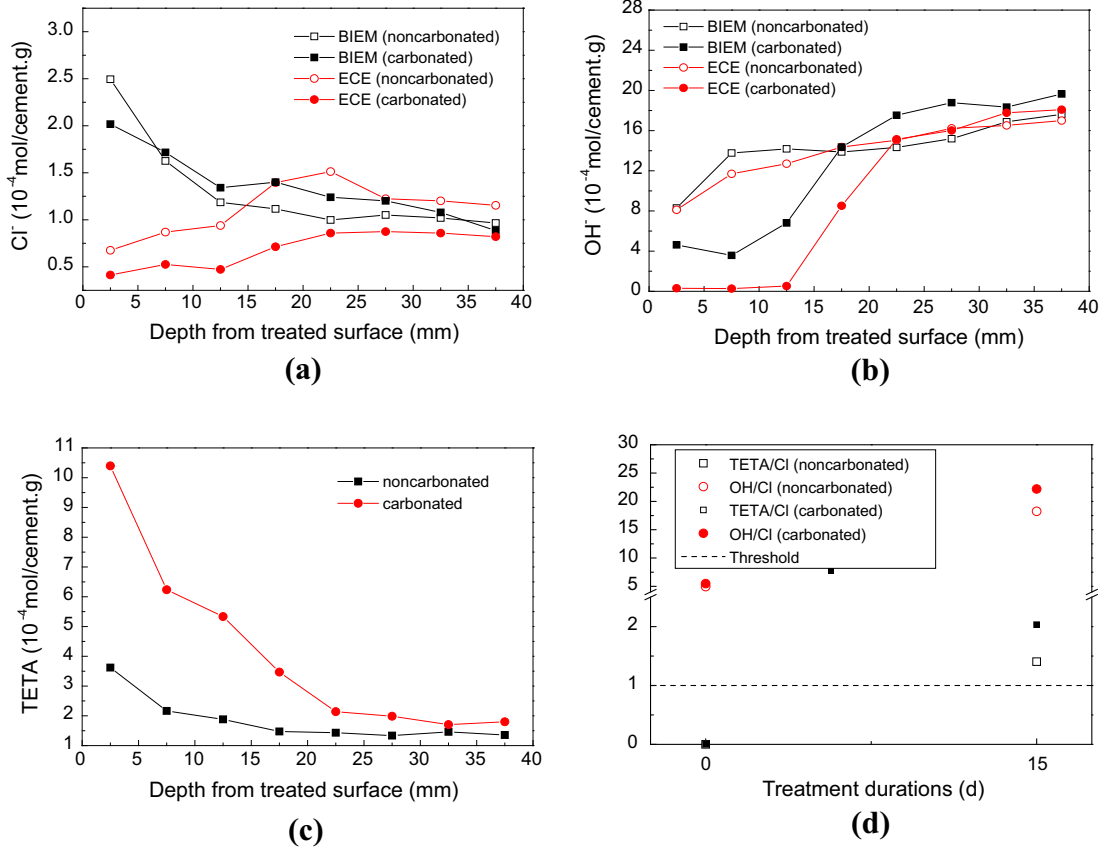 3.0
2.5
2.0
1.5
1.0
0.5
Cl⁻ (10⁻⁴mol/cement.g)
BIEM (noncarbonated)
BIEM (carbonated)
ECE (noncarbonated)
ECE (carbonated)
0 5 10 15 20 25 30 35 40
Depth from treated surface (mm)
(a)
28
24
20
16
12
8
4
0
OH⁻ (10⁻⁴mol/cement.g)
BIEM (noncarbonated)
BIEM (carbonated)
ECE (noncarbonated)
ECE (carbonated)
0 5 10 15 20 25 30 35 40
Depth from treated surface (mm)
(b)
11
10
9
8
7
6
5
4
3
2
1
TETA (10⁻⁴mol/cement.g)
noncarbonated
carbonated
0 5 10 15 20 25 30 35 40
Depth from treated surface (mm)
(c)
30
25
20
15
10
5
2
1
0
TETA/Cl (noncarbonated)
OH/Cl (noncarbonated)
TETA/Cl (carbonated)
OH/Cl (carbonated)
Threshold
0 15
Treatment durations (d)
(d)